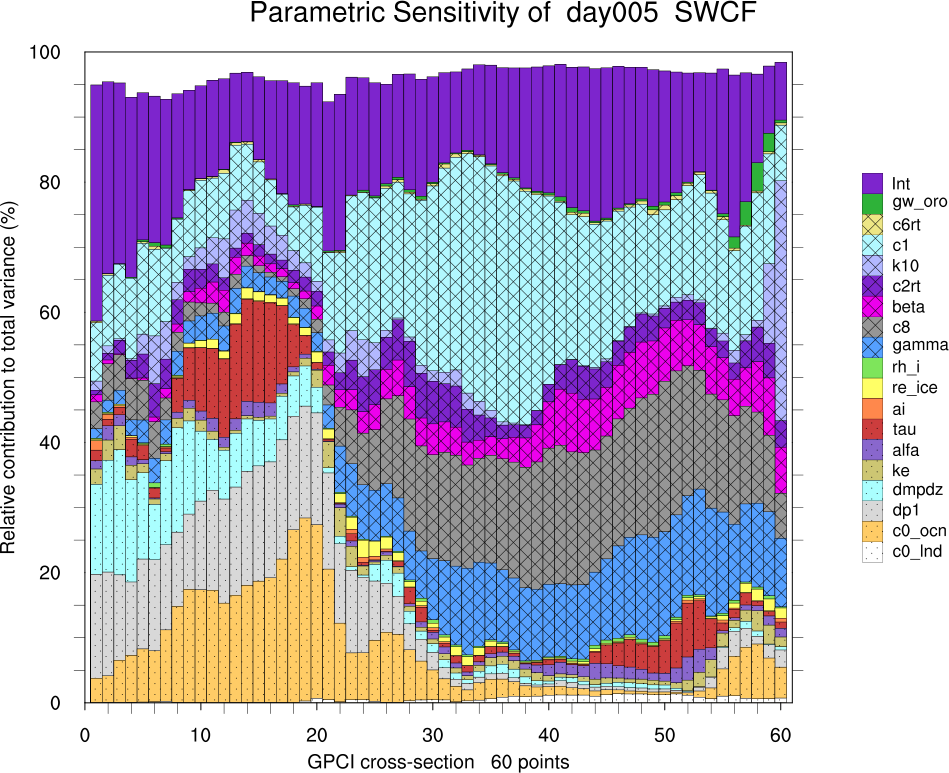 Parametric Sensitivity of day005 SWCF
Relative contribution to total variance (%)
100
80
60
40
20
0
0 10 20 30 40 50 60
GPCI cross-section 60 points
Int
gw_oro
c6rt
c1
k10
c2rt
beta
c8
gamma
rh_i
re_ice
ai
tau
alfa
ke
dmpdz
dp1
c0_ocn
c0_lnd